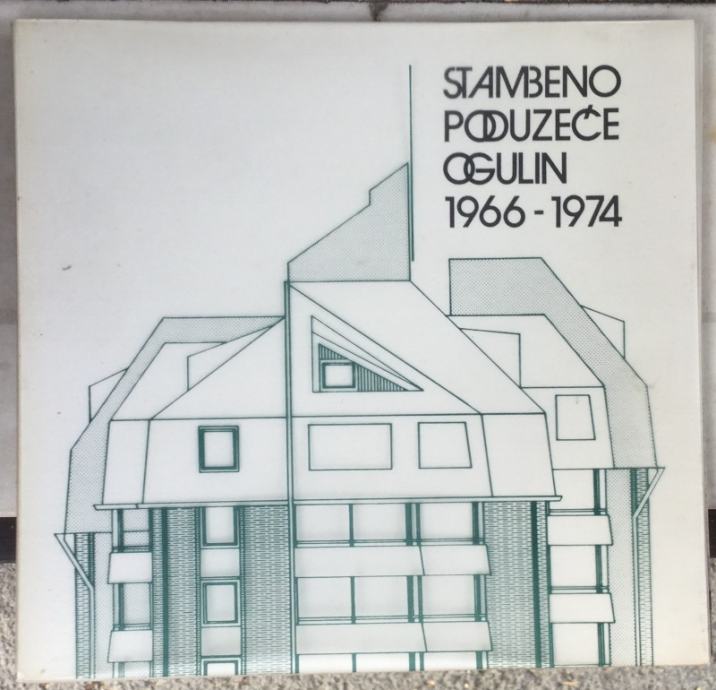 STAMBENO
PODUZEĆE
OGULIN
1966 - 1974